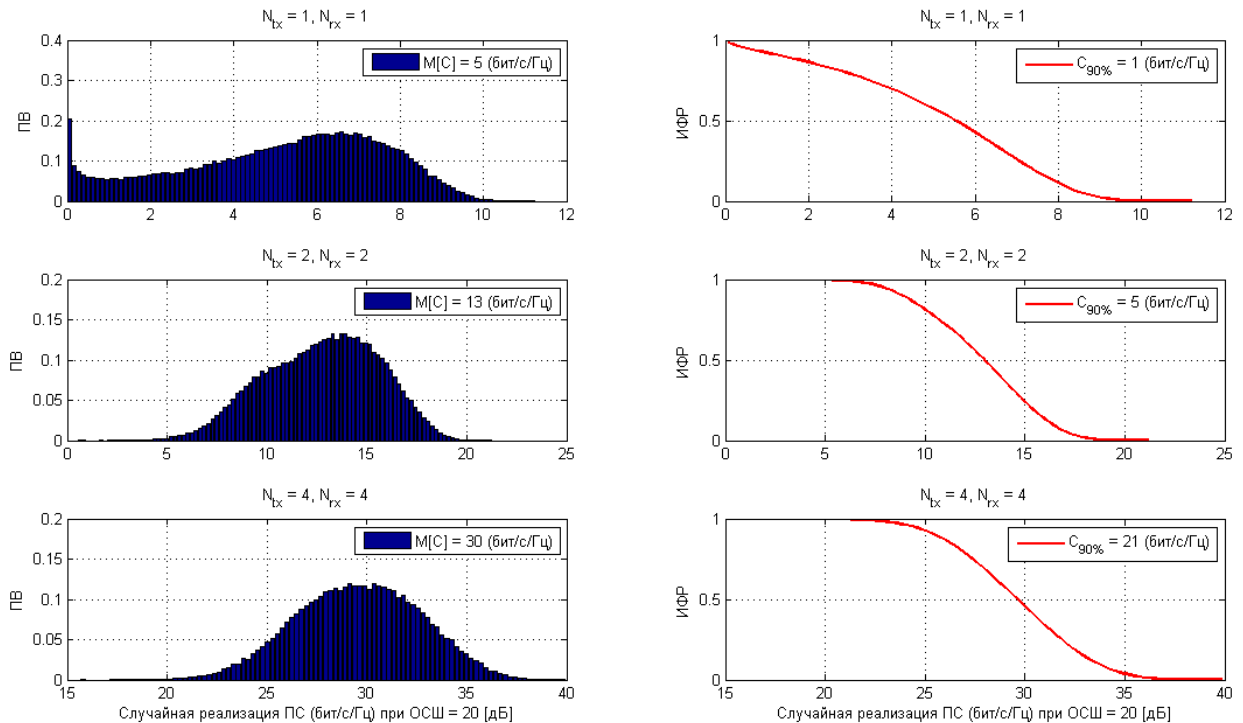 N_tx = 1, N_rx = 1
0.4
0.3
0.2
0.1
0
ПВ
M[C] = 5 (бит/с/Гц)
0 2 4 6 8 10 12
N_tx = 1, N_rx = 1
1
0.5
0
ИФР
C_90% = 1 (бит/с/Гц)
0 2 4 6 8 10 12
N_tx = 2, N_rx = 2
0.2
0.15
0.1
0.05
0
ПВ
M[C] = 13 (бит/с/Гц)
0 5 10 15 20 25
N_tx = 2, N_rx = 2
1
0.5
0
ИФР
C_90% = 5 (бит/с/Гц)
0 5 10 15 20 25
N_tx = 4, N_rx = 4
0.2
0.15
0.1
0.05
0
ПВ
M[C] = 30 (бит/с/Гц)
15 20 25 30 35 40
Случайная реализация ПС (бит/с/Гц) при ОСШ = 20 [дБ]
N_tx = 4, N_rx = 4
1
0.5
0
ИФР
C_90% = 21 (бит/с/Гц)
15 20 25 30 35 40
Случайная реализация ПС (бит/с/Гц) при ОСШ = 20 [дБ]